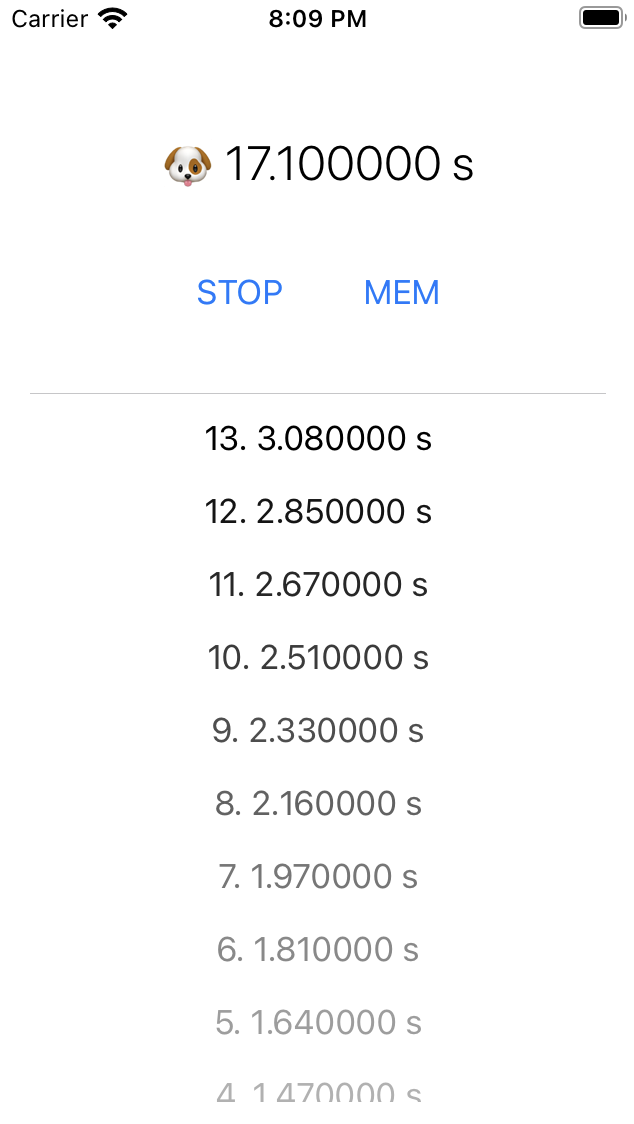 Carrier 8:09 PM
🐶 17.100000 s
STOP MEM
13. 3.080000 s
12. 2.850000 s
11. 2.670000 s
10. 2.510000 s
9. 2.330000 s
8. 2.160000 s
7. 1.970000 s
6. 1.810000 s
5. 1.640000 s
4. 1.470000 s